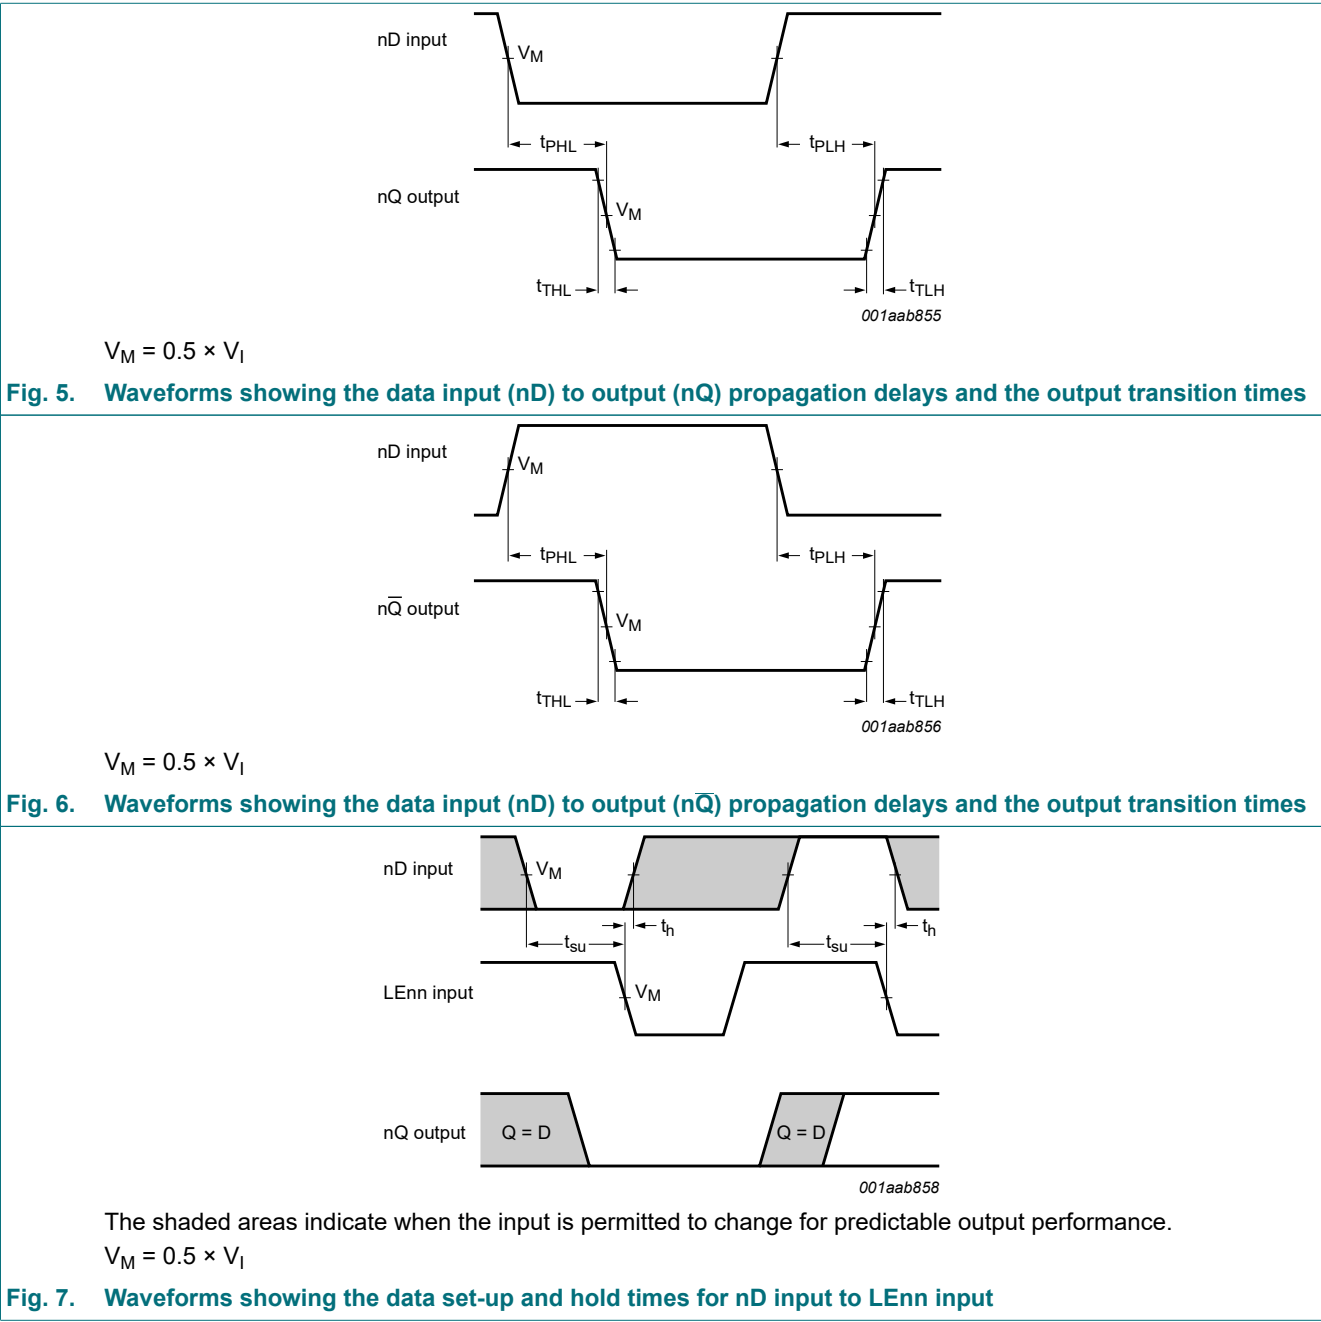 nD input
VM
tPHL
tPLH
nQ output
VM
tTHL
tTLH
001aab855
VM = 0.5 × VI
Fig. 5. Waveforms showing the data input (nD) to output (nQ) propagation delays and the output transition times
nD input
VM
tPHL
tPLH
nQ̅ output
VM
tTHL
tTLH
001aab856
VM = 0.5 × VI
Fig. 6. Waveforms showing the data input (nD) to output (nQ̅) propagation delays and the output transition times
nD input
VM
th
th
tsu
tsu
LEnn input
VM
nQ output
Q = D
Q = D
001aab858
The shaded areas indicate when the input is permitted to change for predictable output performance.
VM = 0.5 × VI
Fig. 7. Waveforms showing the data set-up and hold times for nD input to LEnn input